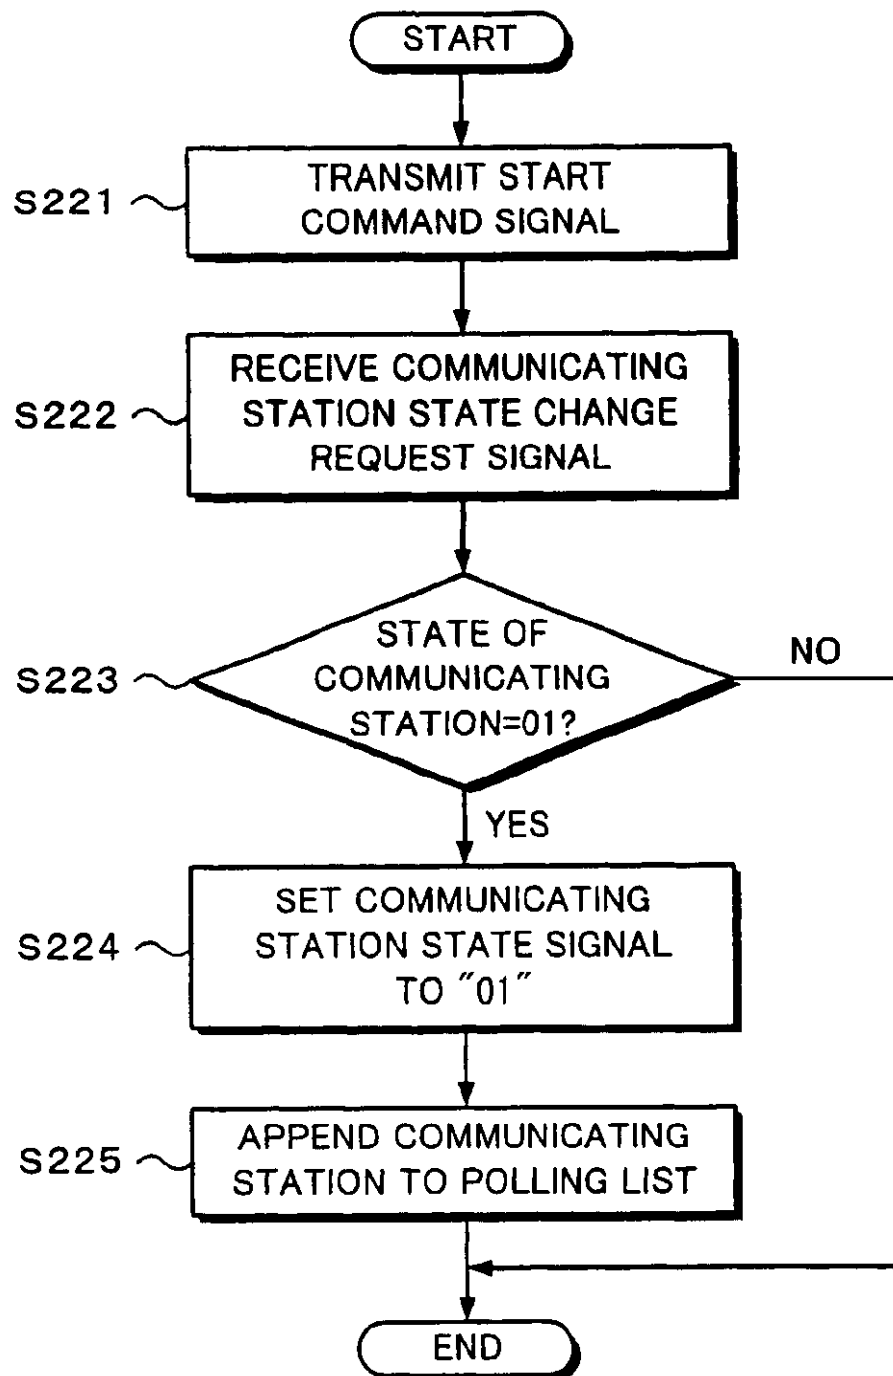 START
S221
TRANSMIT START
COMMAND SIGNAL
S222
RECEIVE COMMUNICATING
STATION STATE CHANGE
REQUEST SIGNAL
S223
STATE OF
COMMUNICATING
STATION=01?
NO
YES
S224
SET COMMUNICATING
STATION STATE SIGNAL
TO "01"
S225
APPEND COMMUNICATING
STATION TO POLLING LIST
END